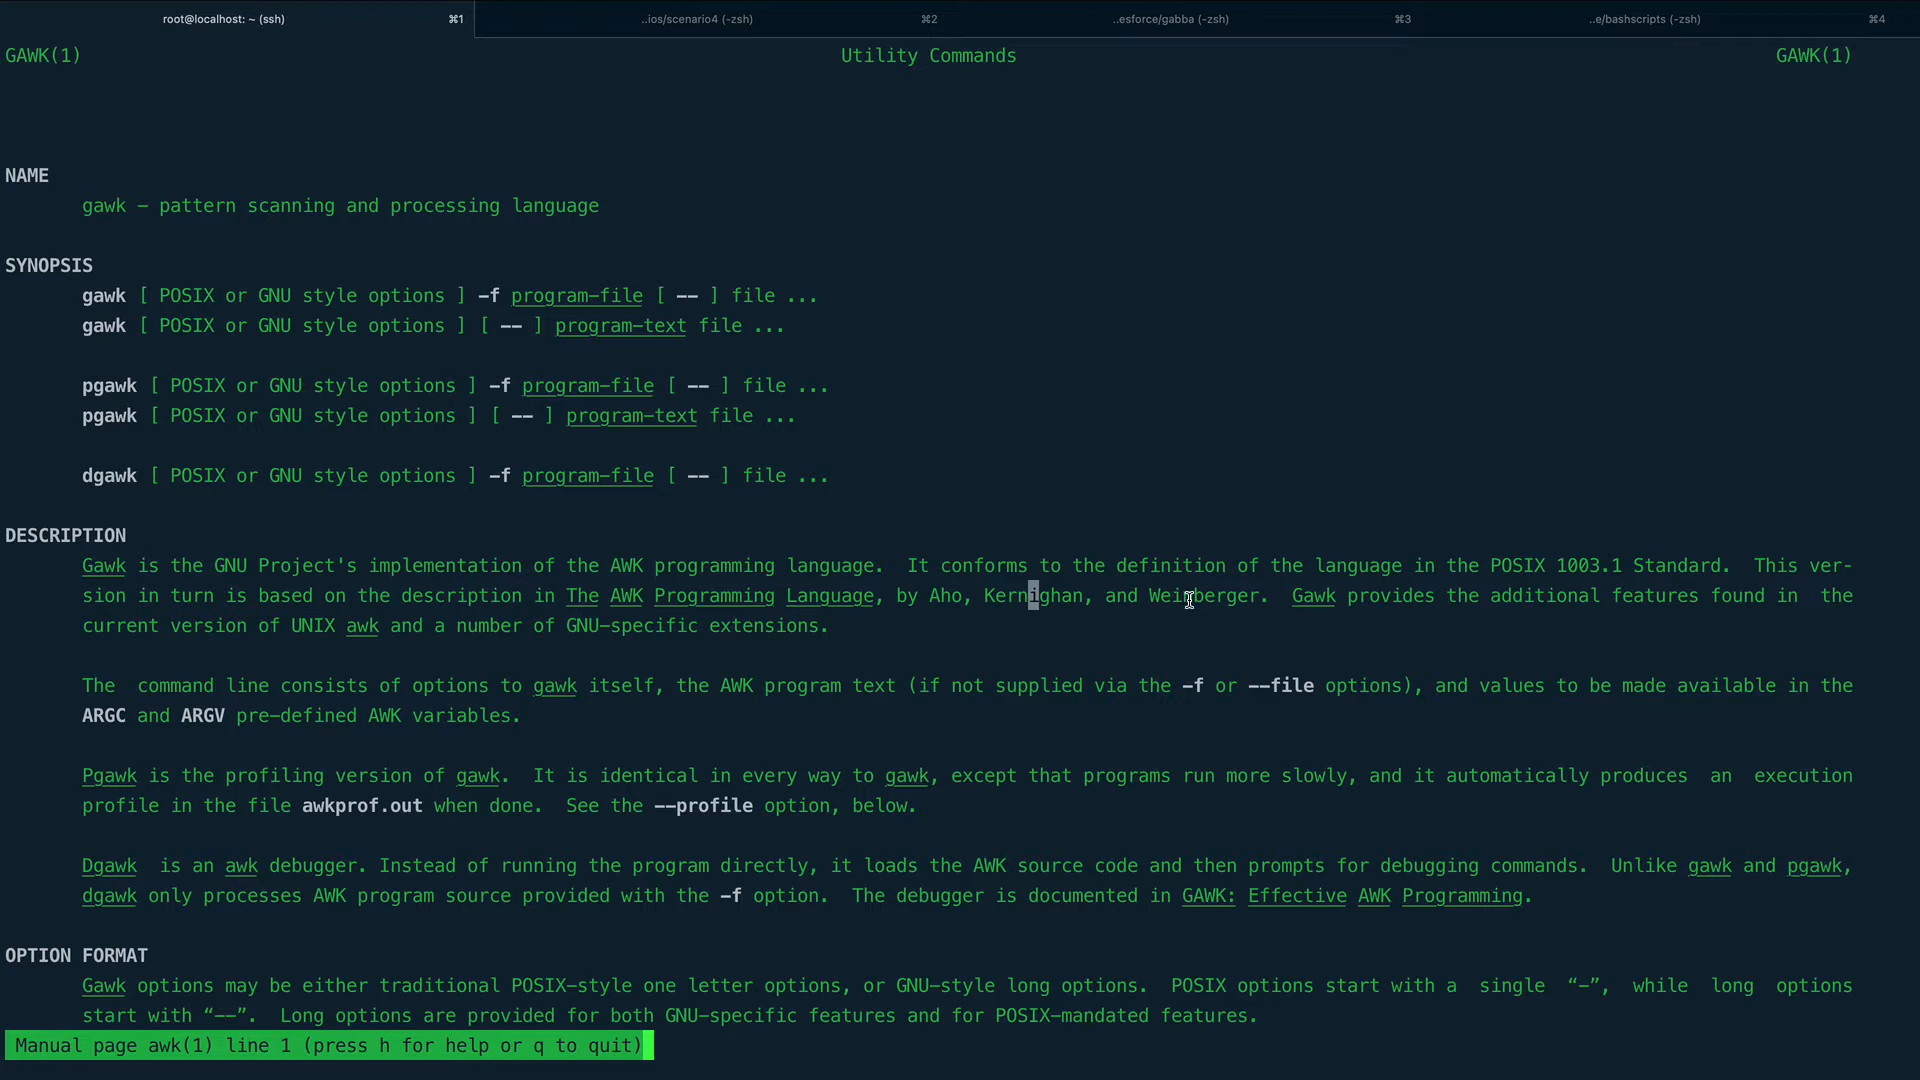 root@localhost: ~ (ssh) ⌘1 ..ios/scenario4 (-zsh) ⌘2 ..esforce/gabba (-zsh) ⌘3 ..e/bashscripts (-zsh) ⌘4
GAWK(1) Utility Commands GAWK(1)
NAME
gawk – pattern scanning and processing language
SYNOPSIS
gawk [ POSIX or GNU style options ] –f program–file [ –– ] file ...
gawk [ POSIX or GNU style options ] [ –– ] program–text file ...
pgawk [ POSIX or GNU style options ] –f program–file [ –– ] file ...
pgawk [ POSIX or GNU style options ] [ –– ] program–text file ...
dgawk [ POSIX or GNU style options ] –f program–file [ –– ] file ...
DESCRIPTION
Gawk is the GNU Project's implementation of the AWK programming language. It conforms to the definition of the language in the POSIX 1003.1 Standard. This ver–
sion in turn is based on the description in The AWK Programming Language, by Aho, Kernighan, and Weinberger. Gawk provides the additional features found in the
current version of UNIX awk and a number of GNU–specific extensions.
The command line consists of options to gawk itself, the AWK program text (if not supplied via the –f or ––file options), and values to be made available in the
ARGC and ARGV pre–defined AWK variables.
Pgawk is the profiling version of gawk. It is identical in every way to gawk, except that programs run more slowly, and it automatically produces an execution
profile in the file awkprof.out when done. See the ––profile option, below.
Dgawk is an awk debugger. Instead of running the program directly, it loads the AWK source code and then prompts for debugging commands. Unlike gawk and pgawk,
dgawk only processes AWK program source provided with the –f option. The debugger is documented in GAWK: Effective AWK Programming.
OPTION FORMAT
Gawk options may be either traditional POSIX–style one letter options, or GNU–style long options. POSIX options start with a single “–”, while long options
start with “––”. Long options are provided for both GNU–specific features and for POSIX–mandated features.
Manual page awk(1) line 1 (press h for help or q to quit)